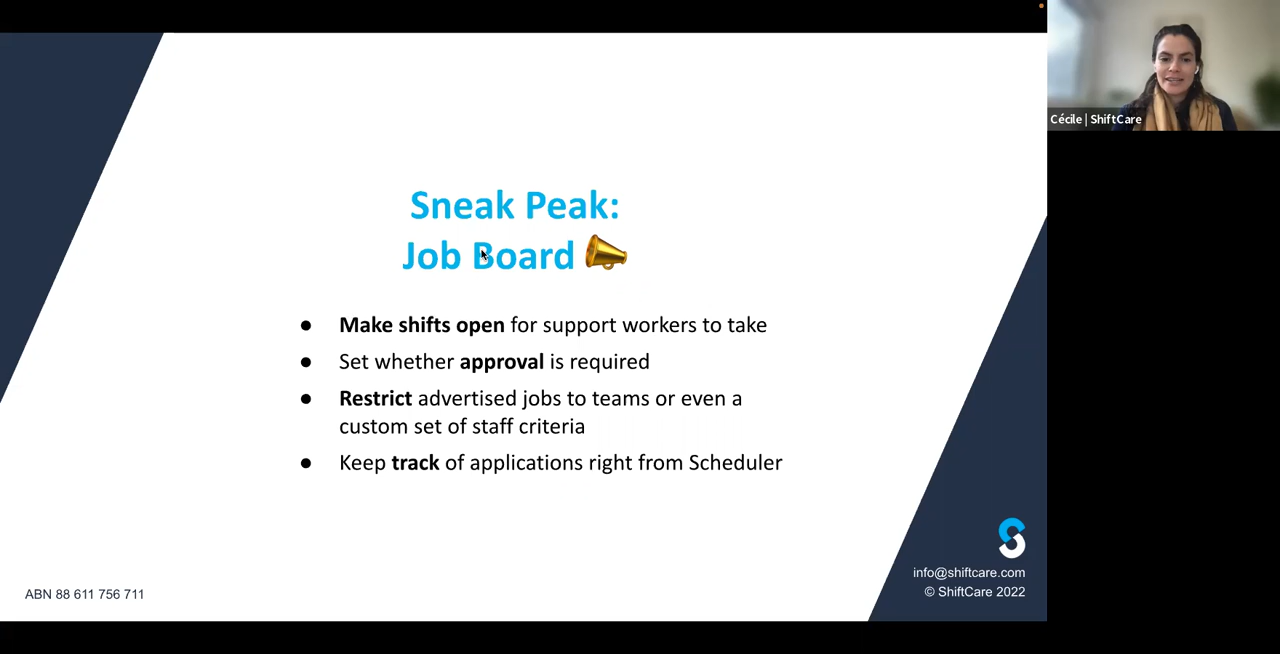 Sneak Peak:
Job Board
● Make shifts open for support workers to take
● Set whether approval is required
● Restrict advertised jobs to teams or even a
custom set of staff criteria
● Keep track of applications right from Scheduler
ABN 88 611 756 711
info@shiftcare.com
© ShiftCare 2022
Cécile | ShiftCare